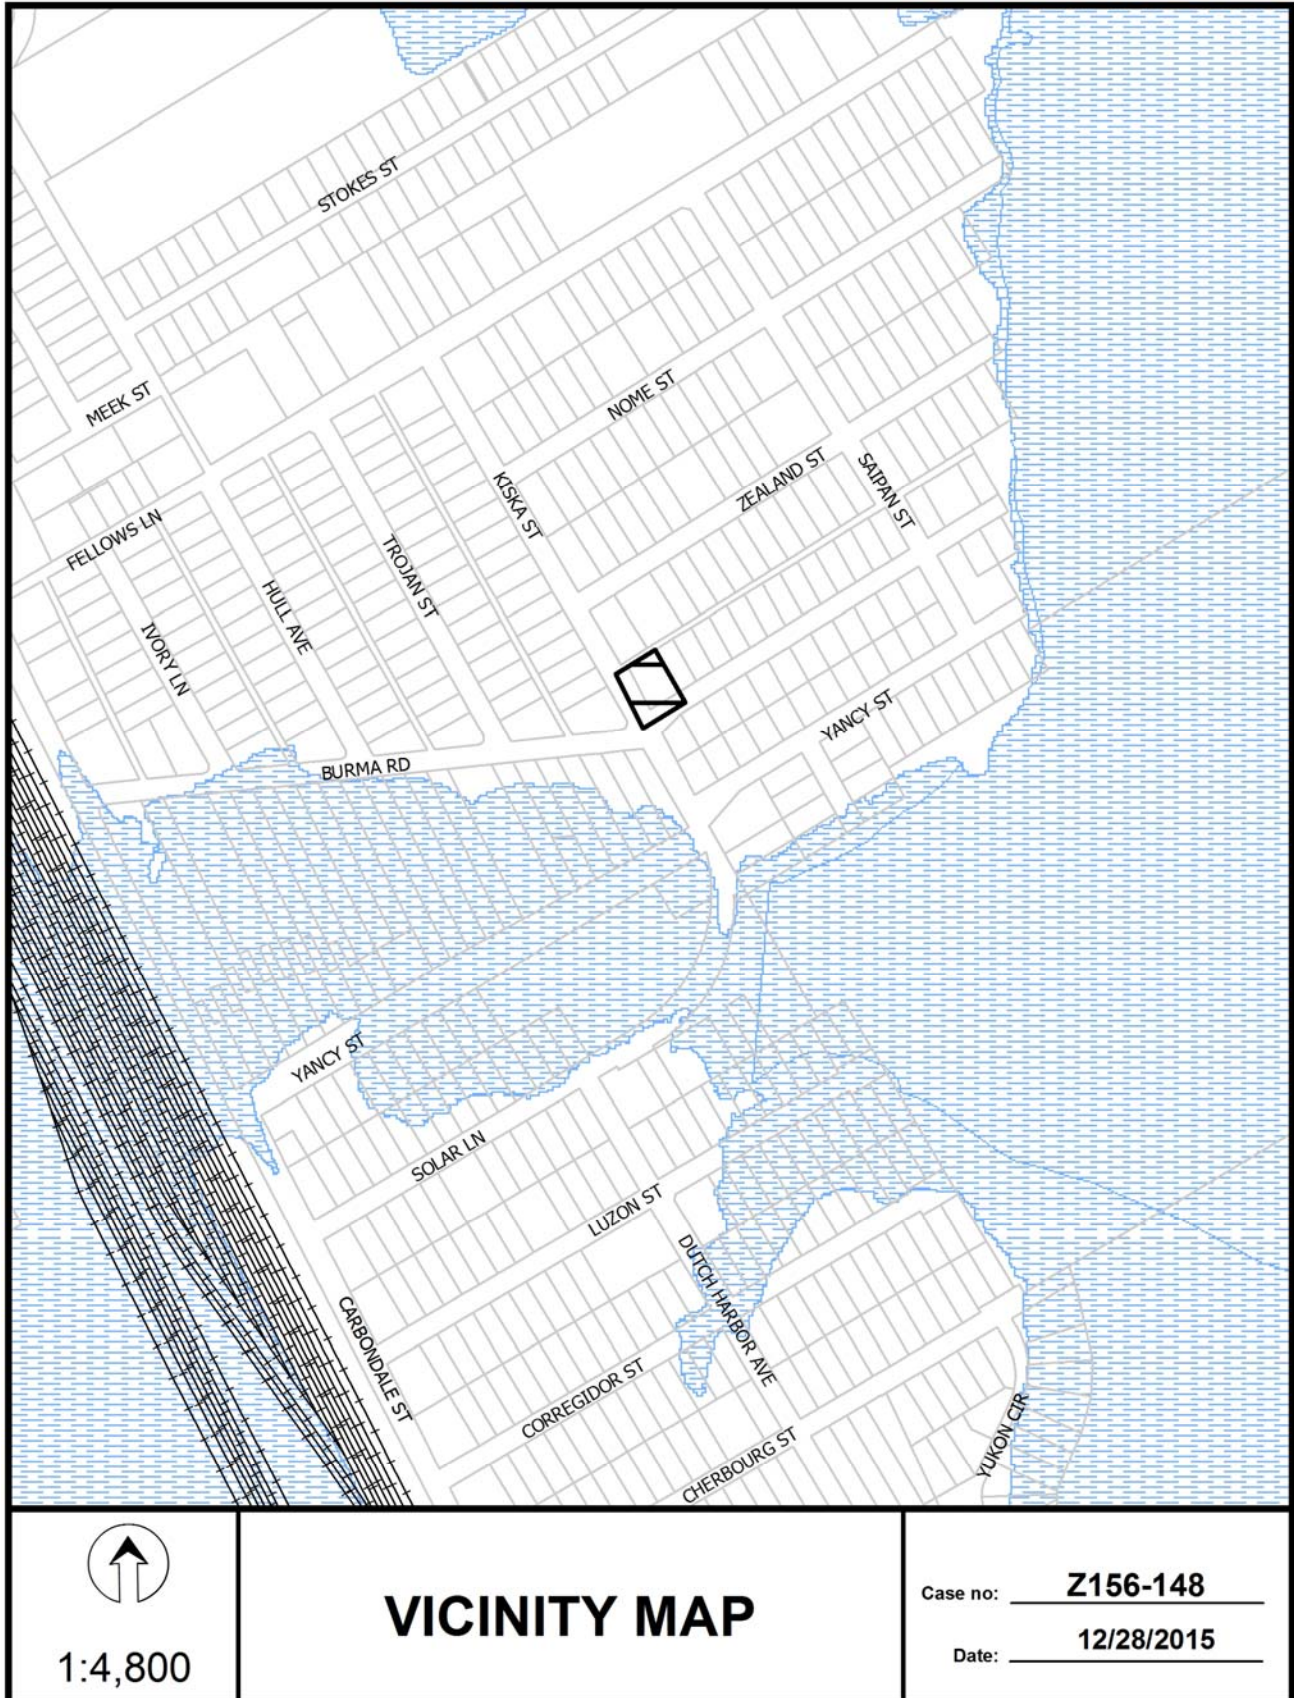 STOKES ST
MEEK ST
NOME ST
ZEALAND ST
SAIPAN ST
KISKA ST
FELLOWS LN
TROJAN ST
HULL AVE
IVORY LN
YANCY ST
BURMA RD
YANCY ST
SOLAR LN
LUZON ST
DUTCH HARBOR AVE
CARBONDALE ST
CORREGIDOR ST
YUKON CIR
CHERBOURG ST
1:4,800
VICINITY MAP
Case no: Z156-148
Date: 12/28/2015